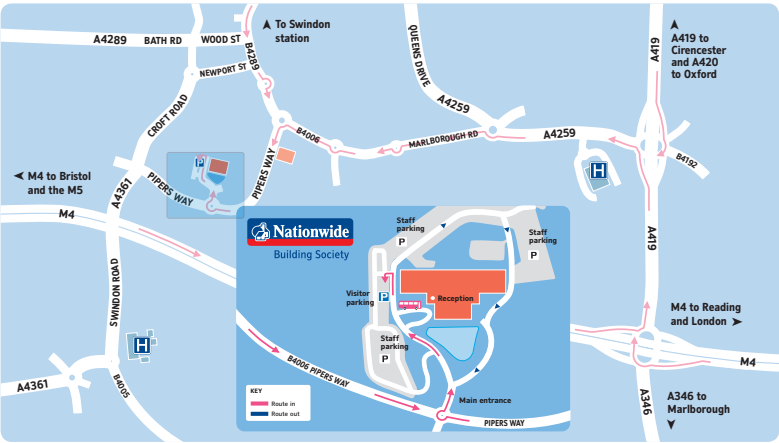 A4289
BATH RD
WOOD ST
B4289
To Swindon
station
NEWPORT ST
QUEENS DRIVE
A4259
A419
A419 to
Cirencester
and A420
to Oxford
CROFT ROAD
B4006
MARLBOROUGH RD
A4259
B4192
H
P
PIPERS WAY
PIPERS WAY
M4 to Bristol
and the M5
A4361
M4
A419
SWINDON ROAD
H
A4361
B4005
Nationwide
Building Society
Staff
parking
P
Staff
parking
P
Visitor
parking
P
Reception
Staff
parking
P
B4006 PIPERS WAY
KEY
Route in
Route out
Main entrance
PIPERS WAY
M4 to Reading
and London
M4
A346
A346 to
Marlborough